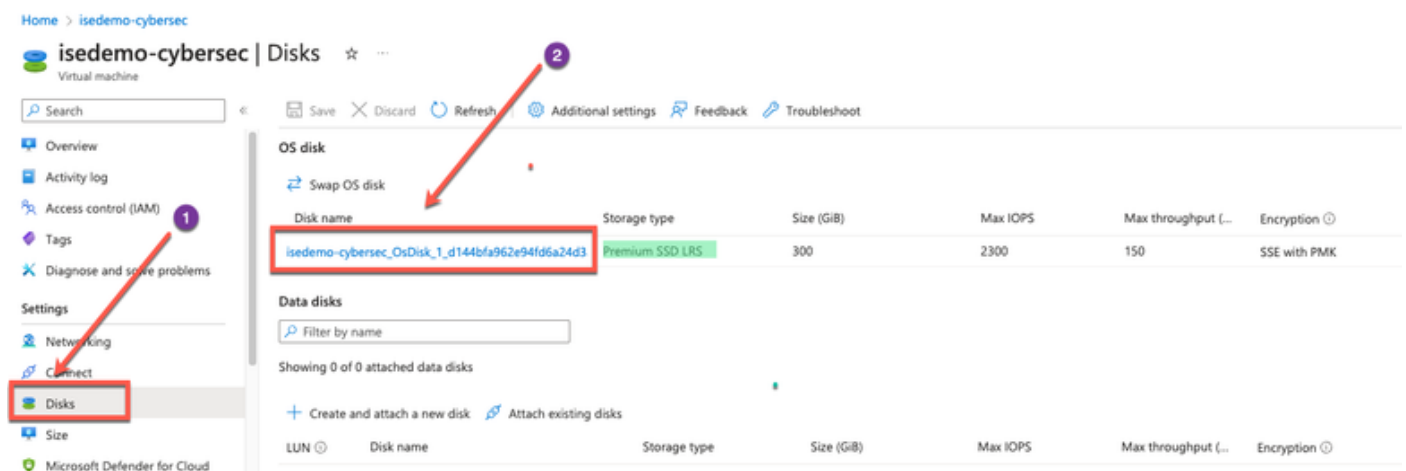 Home > isedemo-cybersec
isedemo-cybersec | Disks ☆ ...
Virtual machine
2
Search «
Save Discard Refresh Additional settings Feedback Troubleshoot
Overview
Activity log
Access control (IAM)
1
Tags
Diagnose and solve problems
Settings
Networking
Connect
Disks
Size
Microsoft Defender for Cloud
OS disk
Swap OS disk
Disk name Storage type Size (GiB) Max IOPS Max throughput (... Encryption
isedemo-cybersec_OsDisk_1_d144bfa962e94fd6a24d3 Premium SSD LRS 300 2300 150 SSE with PMK
Data disks
Filter by name
Showing 0 of 0 attached data disks
Create and attach a new disk Attach existing disks
LUN Disk name Storage type Size (GiB) Max IOPS Max throughput (... Encryption